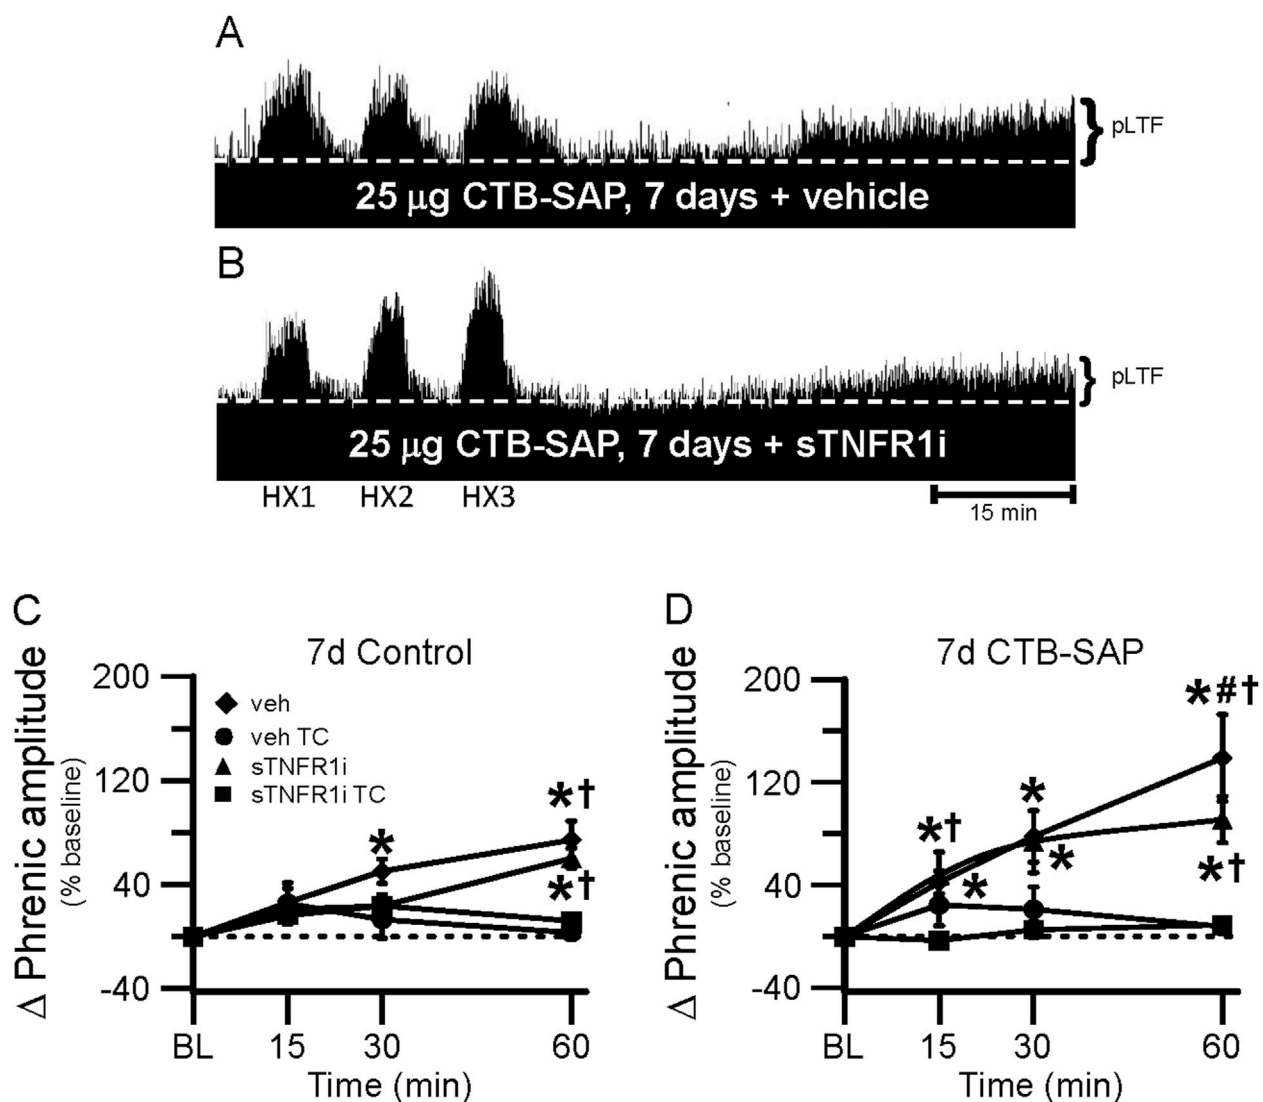 A
pLTF
25 μg CTB-SAP, 7 days + vehicle
B
pLTF
25 μg CTB-SAP, 7 days + sTNFR1i
HX1 HX2 HX3
15 min
C
7d Control
Δ Phrenic amplitude
(% baseline)
200
120
40
-40
veh
veh TC
sTNFR1i
sTNFR1i TC
*
*†
*†
BL 15 30 60
Time (min)
D
7d CTB-SAP
Δ Phrenic amplitude
(% baseline)
200
120
40
-40
*†
*
*
*
*#†
*†
BL 15 30 60
Time (min)